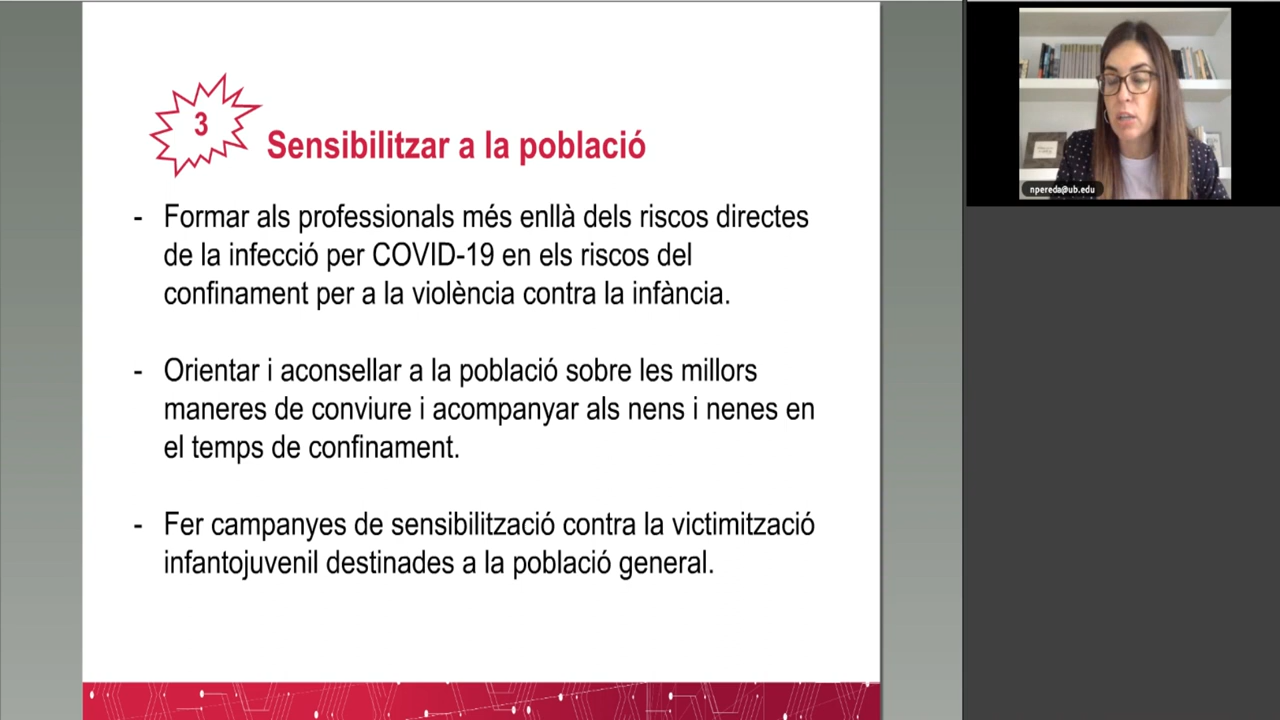 3
Sensibilitzar a la població
- Formar als professionals més enllà dels riscos directes
de la infecció per COVID-19 en els riscos del
confinament per a la violència contra la infància.
- Orientar i aconsellar a la població sobre les millors
maneres de conviure i acompanyar als nens i nenes en
el temps de confinament.
- Fer campanyes de sensibilització contra la victimització
infantojuvenil destinades a la població general.
npereda@ub.edu